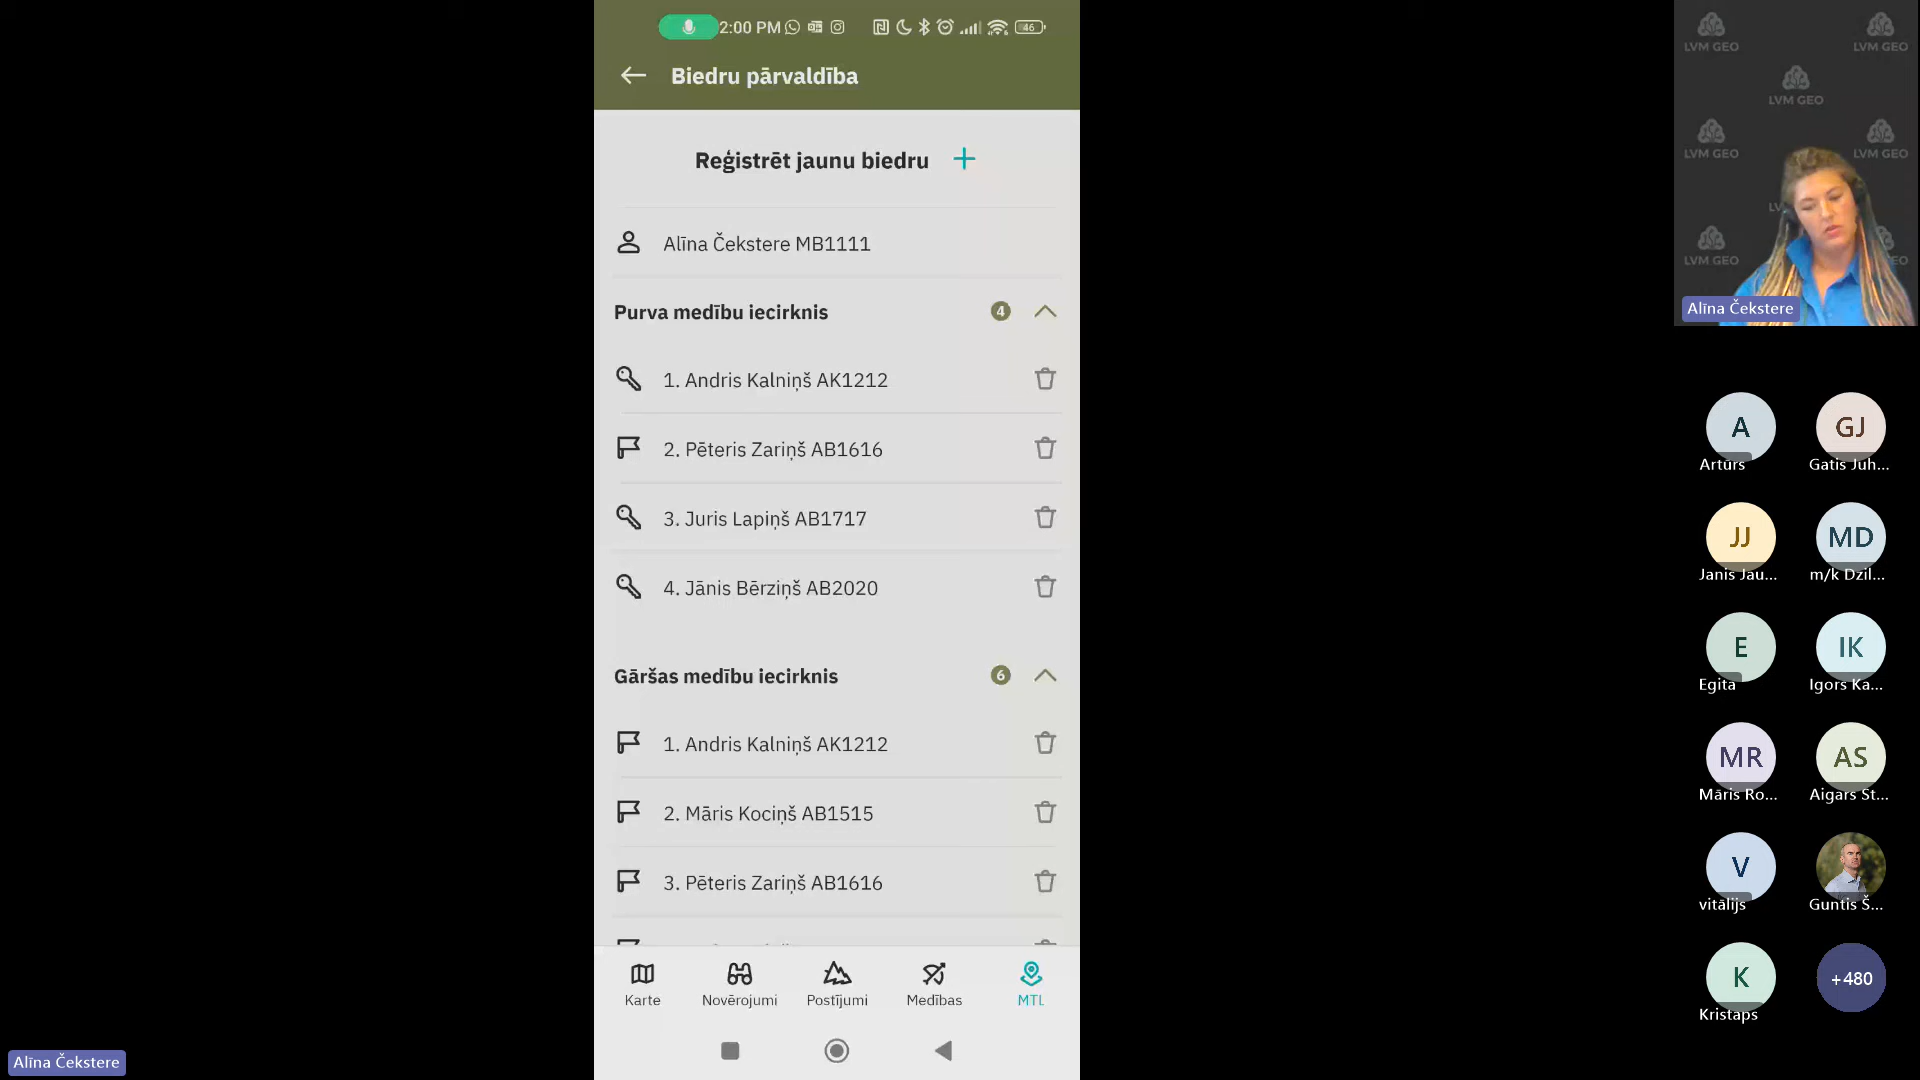 2:00 PM
46
Biedru pārvaldība
Reģistrēt jaunu biedru
Alīna Čekstere MB1111
Purva medību iecirknis
4
1. Andris Kalniņš AK1212
2. Pēteris Zariņš AB1616
3. Juris Lapiņš AB1717
4. Jānis Bērziņš AB2020
Gāršas medību iecirknis
6
1. Andris Kalniņš AK1212
2. Māris Kociņš AB1515
3. Pēteris Zariņš AB1616
Karte
Novērojumi
Postījumi
Medības
MTL
LVM GEO
LVM GEO
LVM GEO
LVM GEO
LVM GEO
LVM GEO
Alīna Čekstere
A
Artūrs
GJ
Gatis Juh...
JJ
Janis Jau...
MD
m/k Dzil...
E
Egita
IK
Igors Ka...
MR
Māris Ro...
AS
Aigars St...
V
vitālijs
Guntis Š...
K
Kristaps
+480
Alīna Čekstere